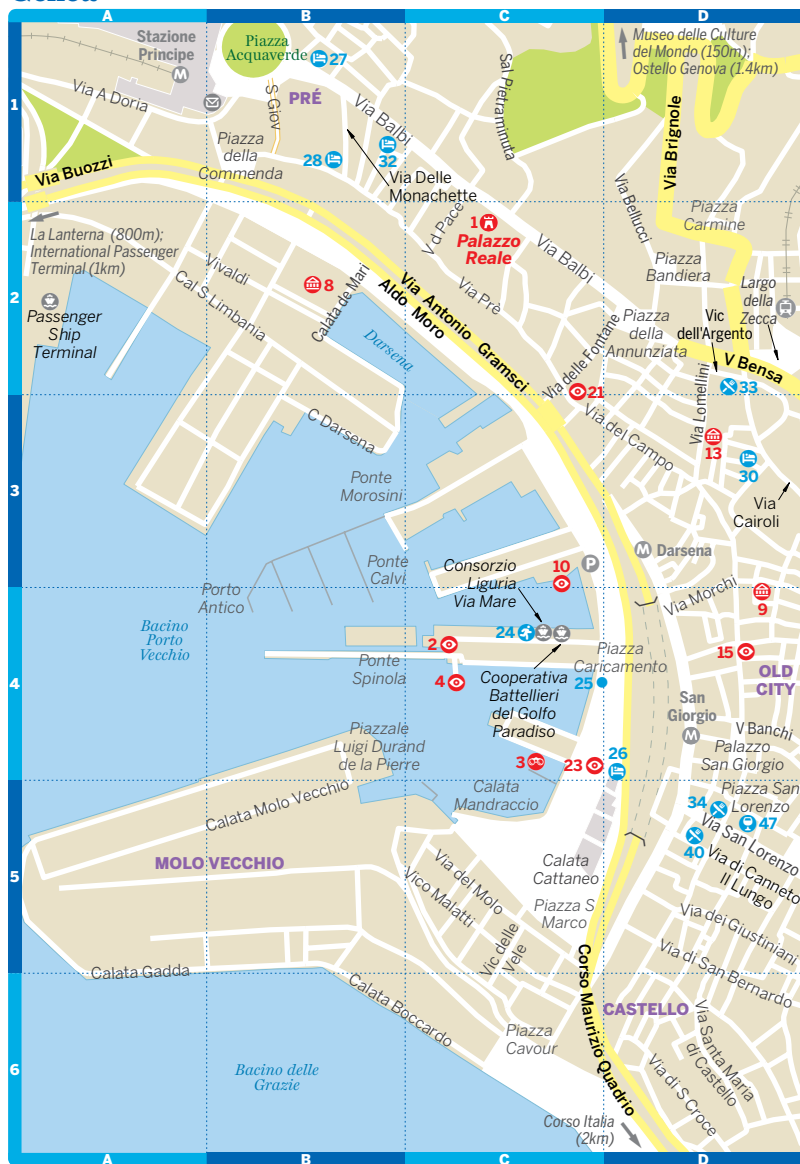 A
B
C
D
Stazione
Principe
M
Piazza
Acquaverde
27
Museo delle Culture
del Mondo (150m);
Ostello Genova (1.4km)
1
Via A Doria
S Giov
PRÉ
Via Balbi
Sal Pietraminuta
Via Brignole
Piazza
della
Commenda
28
32
Via Delle
Monachette
Via Buozzi
Via Bellucci
Piazza
Carmine
La Lanterna (800m);
International Passenger
Terminal (1km)
V d Pace
1
Palazzo
Reale
Via Balbi
Piazza
Bandiera
2
Vivaldi
Cal S Limbania
8
Calata de Mari
Via Prè
Via Antonio Gramsci
Aldo Moro
Largo
della
Zecca
Passenger
Ship
Terminal
Darsena
Via delle Fontane
Piazza
della
Annunziata
Vic
dell'Argento
V Bensa
21
33
C Darsena
Via del Campo
Via Lomellini
13
30
3
Ponte
Morosini
Via
Cairoli
Consorzio
Liguria
Via Mare
10
P
M Darsena
Porto
Antico
Ponte
Calvi
Via Morchi
9
Bacino
Porto
Vecchio
24
2
Piazza
Caricamento
15
OLD
CITY
4
Ponte
Spinola
4
Cooperativa
Battellieri
del Golfo
Paradiso
25
San
Giorgio
M
Piazzale
Luigi Durand
de la Pierre
26
V Banchi
Palazzo
San Giorgio
3
23
Calata
Mandraccio
Piazza San
Lorenzo
34
47
40
Via San Lorenzo
Calata Molo Vecchio
MOLO VECCHIO
5
Via del Molo
Vico Malatti
Calata
Cattaneo
Via di Canneto
Il Lungo
Piazza S
Marco
Vic delle
Vele
Via dei Giustiniani
Via di San Bernardo
Calata Gadda
Calata Boccardo
Corso Maurizio Quadrio
CASTELLO
Piazza
Cavour
Via Santa Maria
di Castello
6
Bacino delle
Grazie
Via di S Croce
Corso Italia
(2km)
A
B
C
D